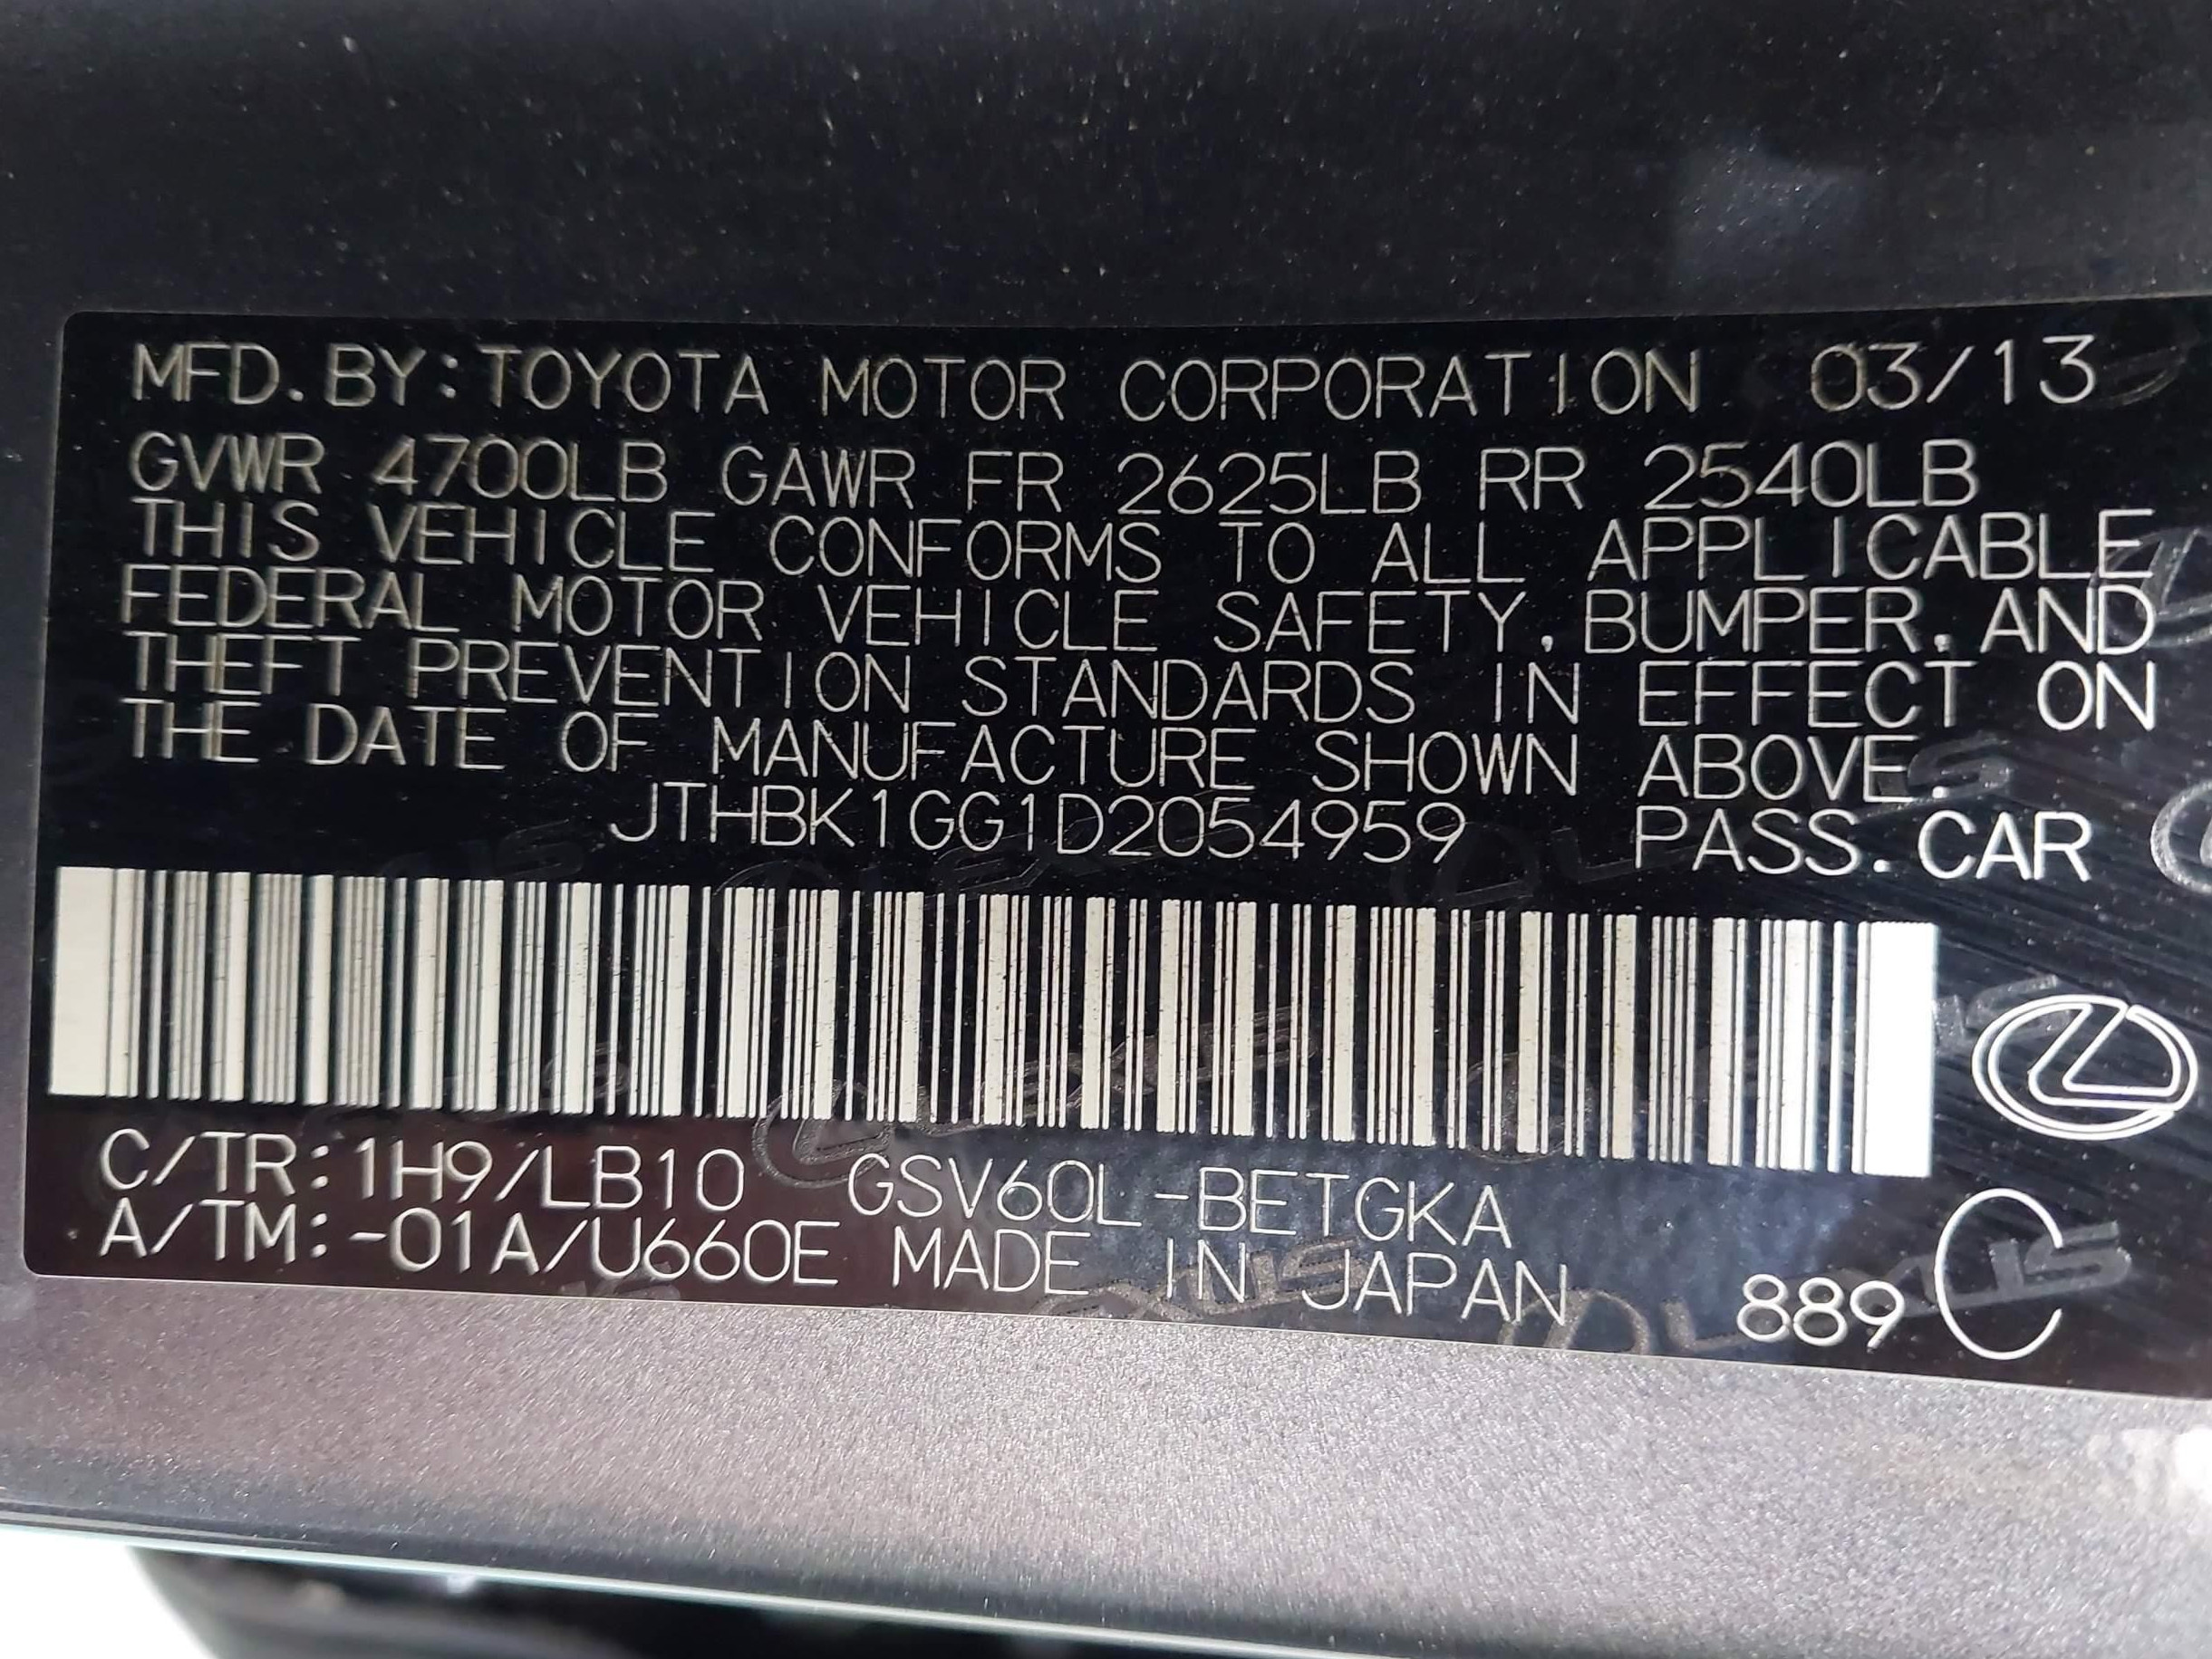 MFD. BY: TOYOTA MOTOR CORPORATION 03/13
GVWR 4700LB GAWR FR 2625LB RR 2540LB
THIS VEHICLE CONFORMS TO ALL APPLICABLE
FEDERAL MOTOR VEHICLE SAFETY, BUMPER, AND
THEFT PREVENTION STANDARDS IN EFFECT ON
THE DATE OF MANUFACTURE SHOWN ABOVE.
JTHBK1GG1D2054959 PASS. CAR
C/TR: 1H9/LB10 GSV60L-BETGKA
A/TM: -01A/U660E MADE IN JAPAN
889 C